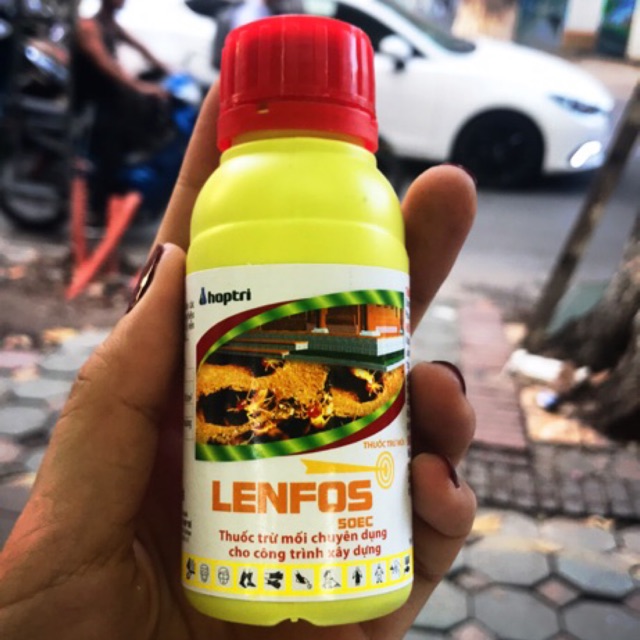 hoptri
THUỐC TRỪ MỐI
LENFOS
50EC
Thuốc trừ mối chuyên dụng
cho công trình xây dựng